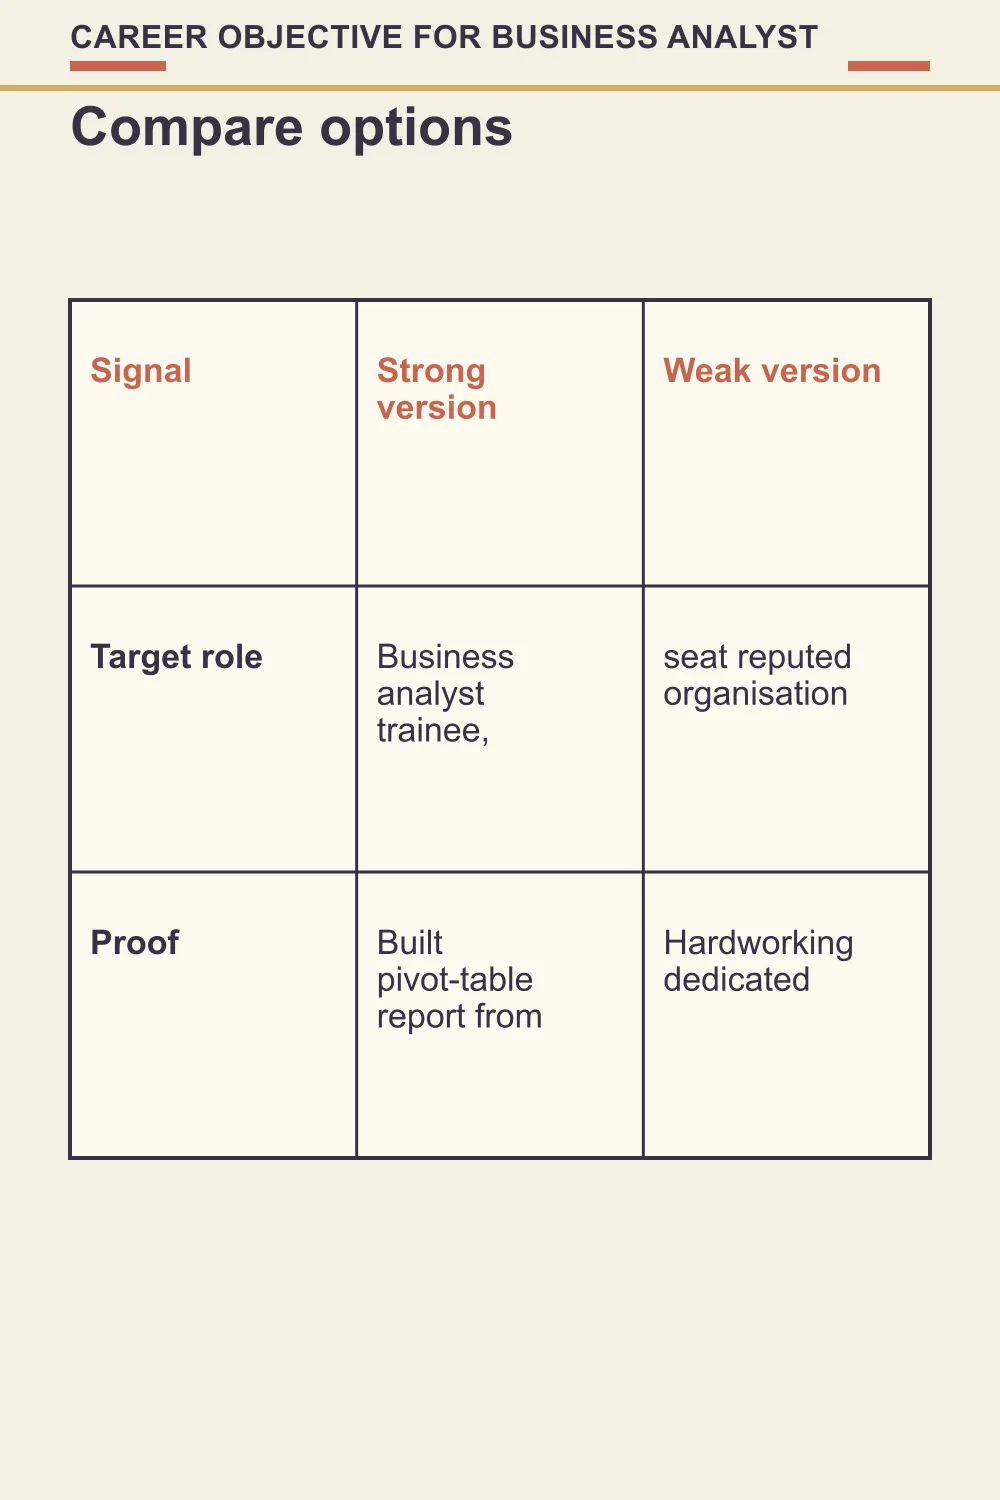 CAREER OBJECTIVE FOR BUSINESS ANALYST
Compare options
Signal
Strong
version
Weak version
Target role
Business
analyst
trainee,
seat reputed
organisation
Proof
Built
pivot-table
report from
Hardworking
dedicated